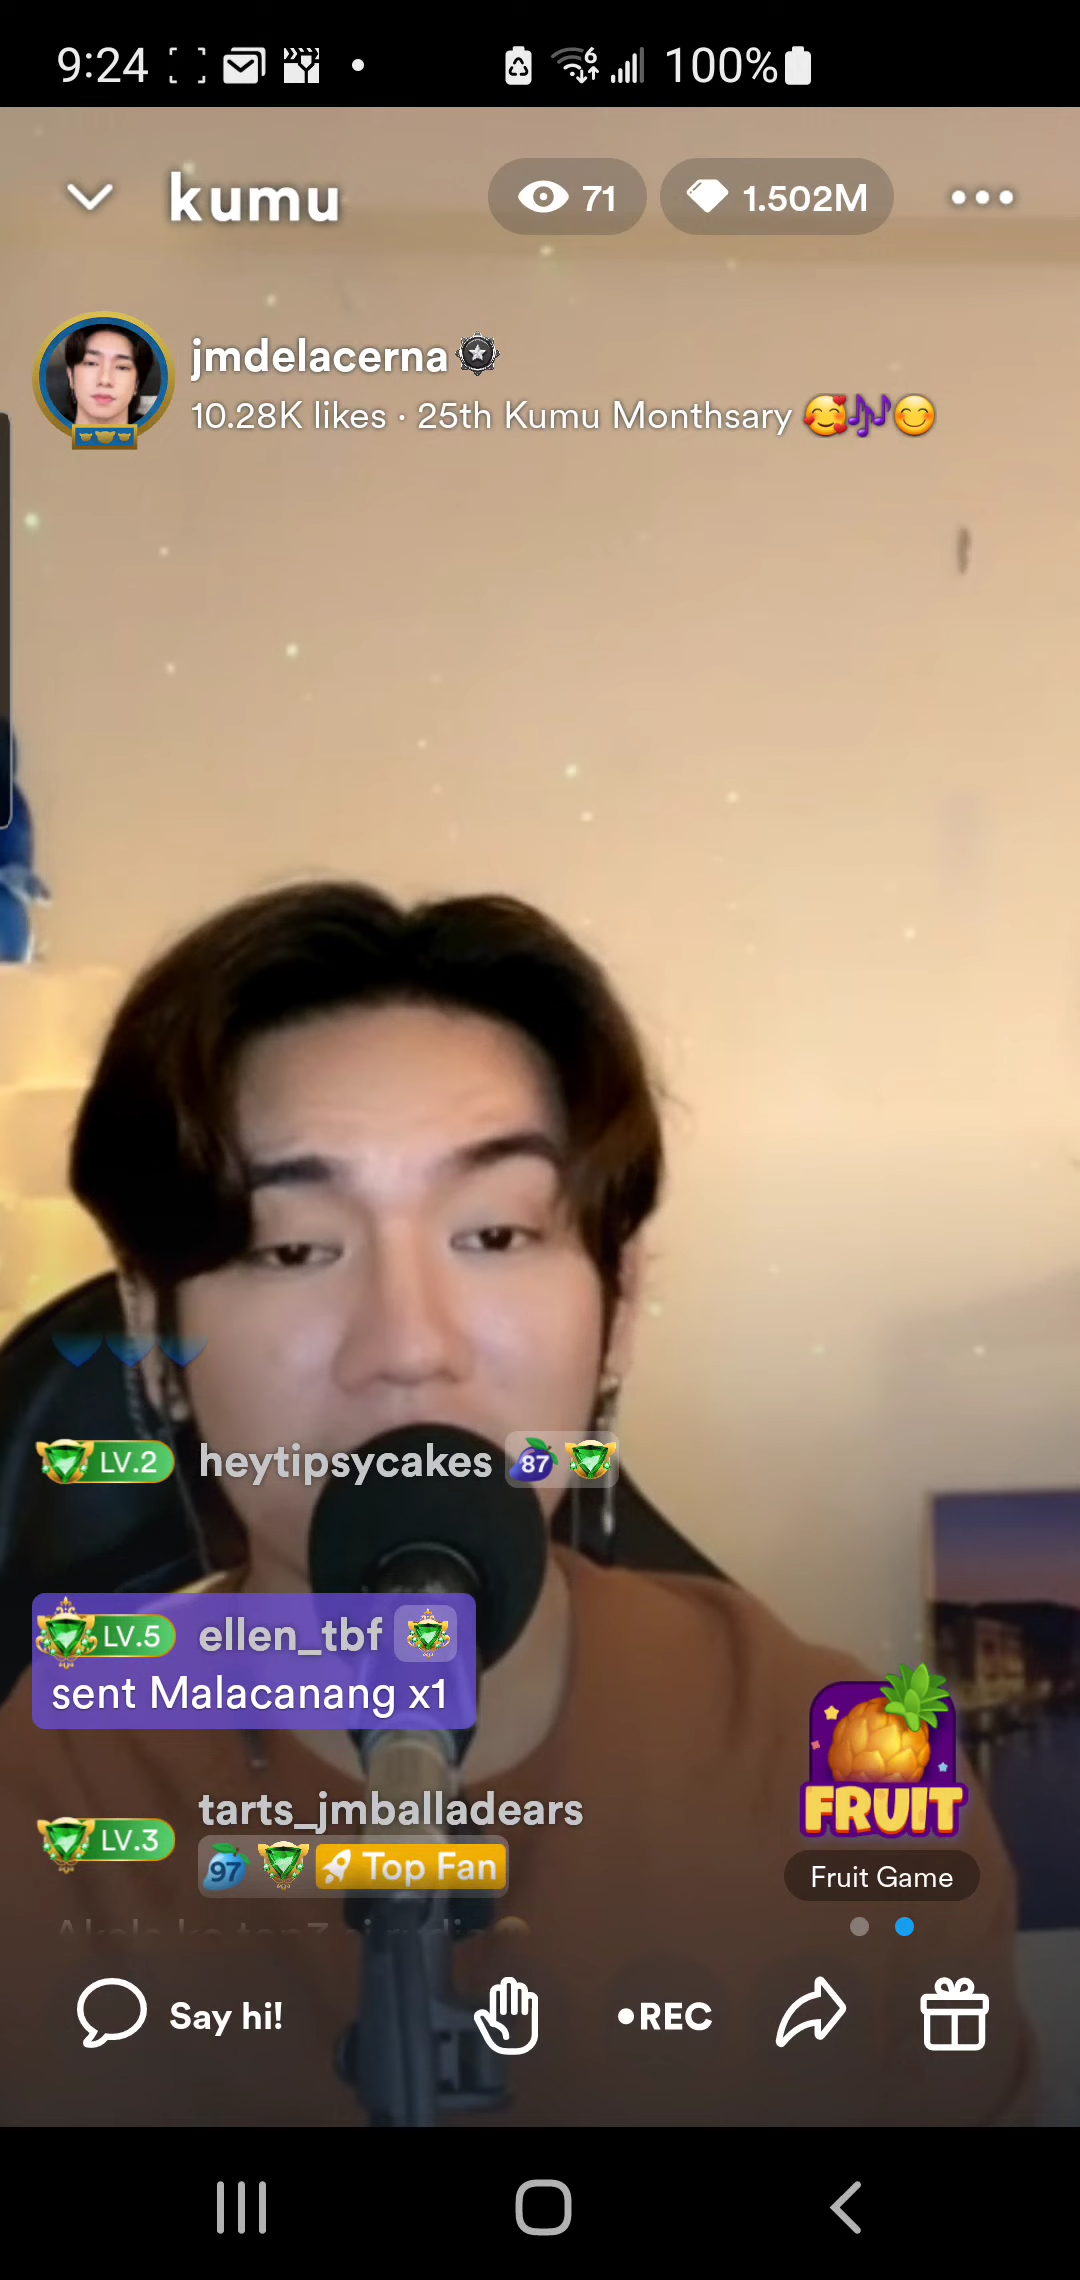 9:24
6
100%
kumu
71
1.502M
jmdelacerna
10.28K likes · 25th Kumu Monthsary 🥰🎶😊
💙💙💙
LV.2 heytipsycakes 87
LV.5 ellen_tbf
sent Malacanang x1
tarts_jmballadears
LV.3
97 Top Fan
FRUIT
Fruit Game
Say hi!
•REC